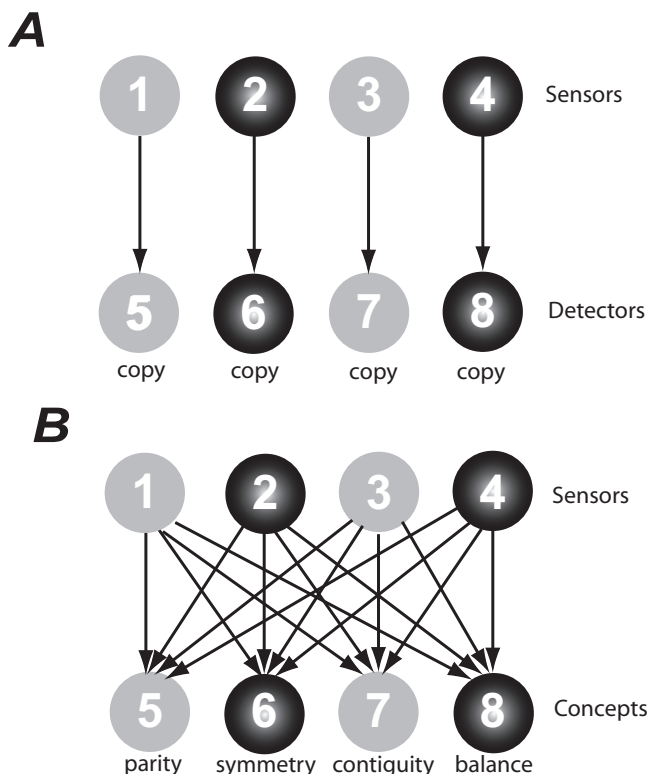 A
1 2 3 4 Sensors
5 6 7 8 Detectors
copy copy copy copy
B
1 2 3 4 Sensors
5 6 7 8 Concepts
parity symmetry contiguity balance